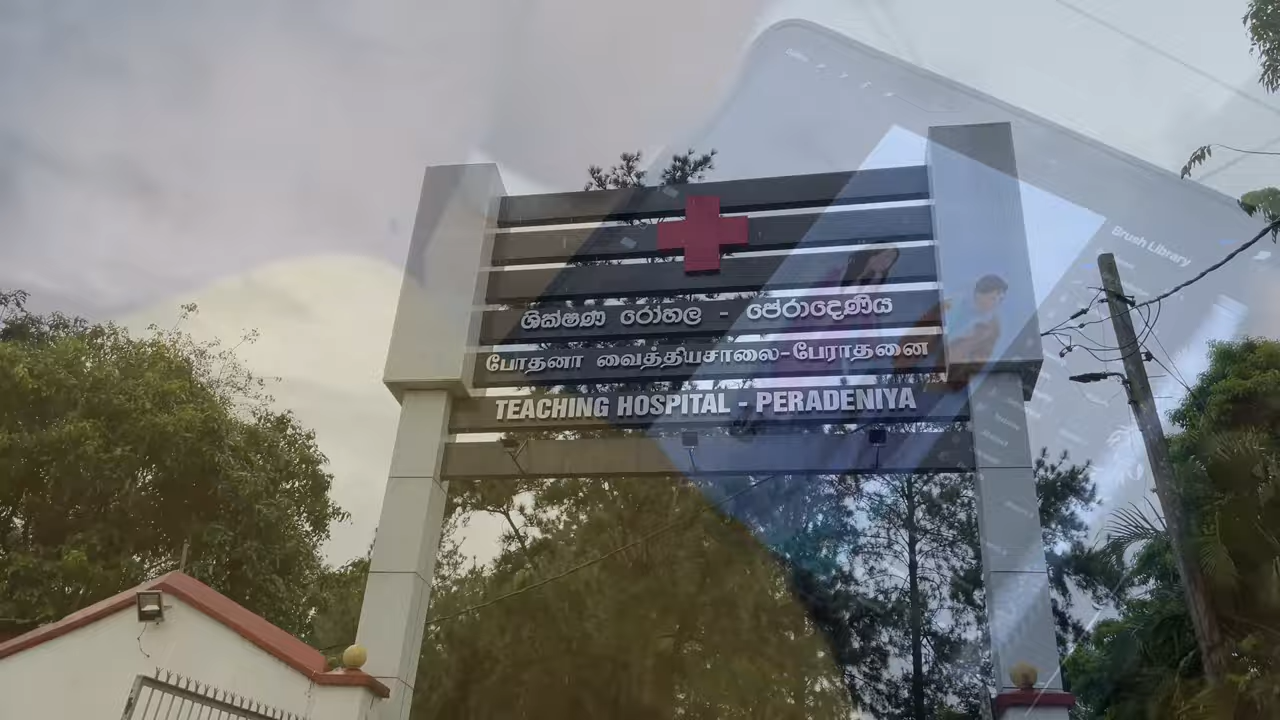 Brush Library
ශික්ෂණ රෝහල - පේරාදෙණිය
போதனா வைத்தியசாலை-பேராதனை
TEACHING HOSPITAL - PERADENIYA